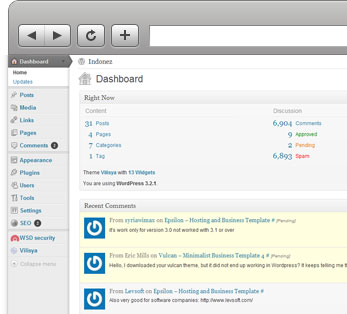 Dashboard
Indonez
Home
Updates
Dashboard
Posts
Media
Links
Pages
Comments 2
Appearance
Plugins
Users
Tools
Settings
SEO 2
WSD security
Vilisya
Collapse menu
Right Now
Content Discussion
31 Posts 6,904 Comments
4 Pages 9 Approved
7 Categories 2 Pending
1 Tag 6,893 Spam
Theme Vilisya with 13 Widgets
You are using WordPress 3.2.1
Recent Comments
From syriawinax on Epsilon – Hosting and Business Template # [Pending]
It's work only for version 3.0 not worked with 3.1 or over
From Eric Mills on Vulcan – Minimalist Business Template 4 # [Pending]
Hello, I downloaded your vulcan theme, but it did not end up working in Wordpress? It keeps telling me th
From Levsoft on Epsilon – Hosting and Business Template #
Also very good for software companies. http://www.levsoft.com/